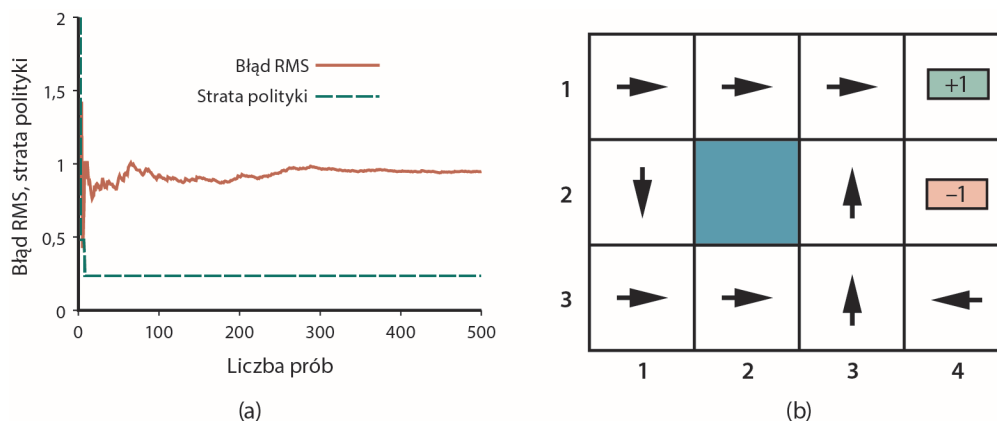 2
1,5
1
0,5
0
Błąd RMS, strata polityki
Błąd RMS
Strata polityki
0 100 200 300 400 500
Liczba prób
(a)
1 +1
2 –1
3
1 2 3 4
(b)